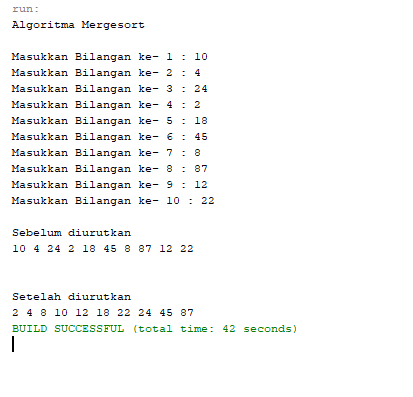 run:
Algoritma Mergesort
Masukkan Bilangan ke- 1 : 10
Masukkan Bilangan ke- 2 : 4
Masukkan Bilangan ke- 3 : 24
Masukkan Bilangan ke- 4 : 2
Masukkan Bilangan ke- 5 : 18
Masukkan Bilangan ke- 6 : 45
Masukkan Bilangan ke- 7 : 8
Masukkan Bilangan ke- 8 : 87
Masukkan Bilangan ke- 9 : 12
Masukkan Bilangan ke- 10 : 22
Sebelum diurutkan
10 4 24 2 18 45 8 87 12 22
Setelah diurutkan
2 4 8 10 12 18 22 24 45 87
BUILD SUCCESSFUL (total time: 42 seconds)